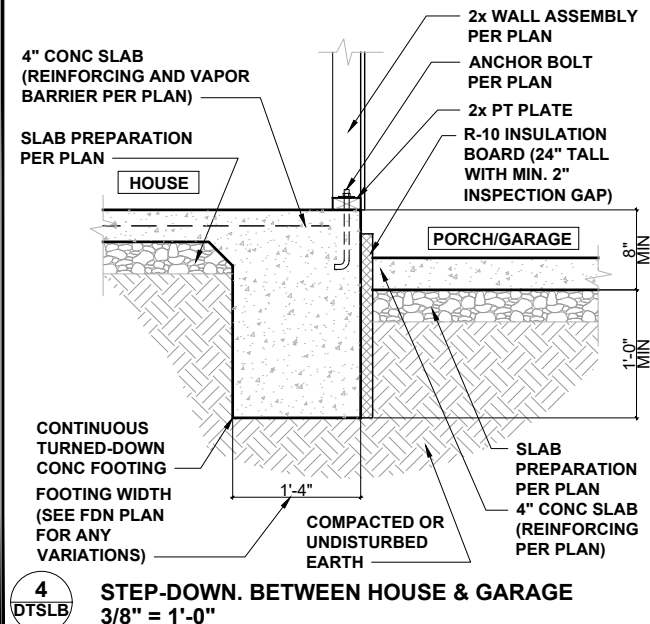 4" CONC SLAB
(REINFORCING AND VAPOR
BARRIER PER PLAN)
SLAB PREPARATION
PER PLAN
HOUSE
2x WALL ASSEMBLY
PER PLAN
ANCHOR BOLT
PER PLAN
2x PT PLATE
R-10 INSULATION
BOARD (24" TALL
WITH MIN. 2"
INSPECTION GAP)
PORCH/GARAGE
8"
MIN
1'-0"
MIN
CONTINUOUS
TURNED-DOWN
CONC FOOTING
FOOTING WIDTH
(SEE FDN PLAN
FOR ANY
VARIATIONS)
1'-4"
COMPACTED OR
UNDISTURBED
EARTH
SLAB
PREPARATION
PER PLAN
4" CONC SLAB
(REINFORCING
PER PLAN)
4
DTSLB
STEP-DOWN. BETWEEN HOUSE & GARAGE
3/8" = 1'-0"